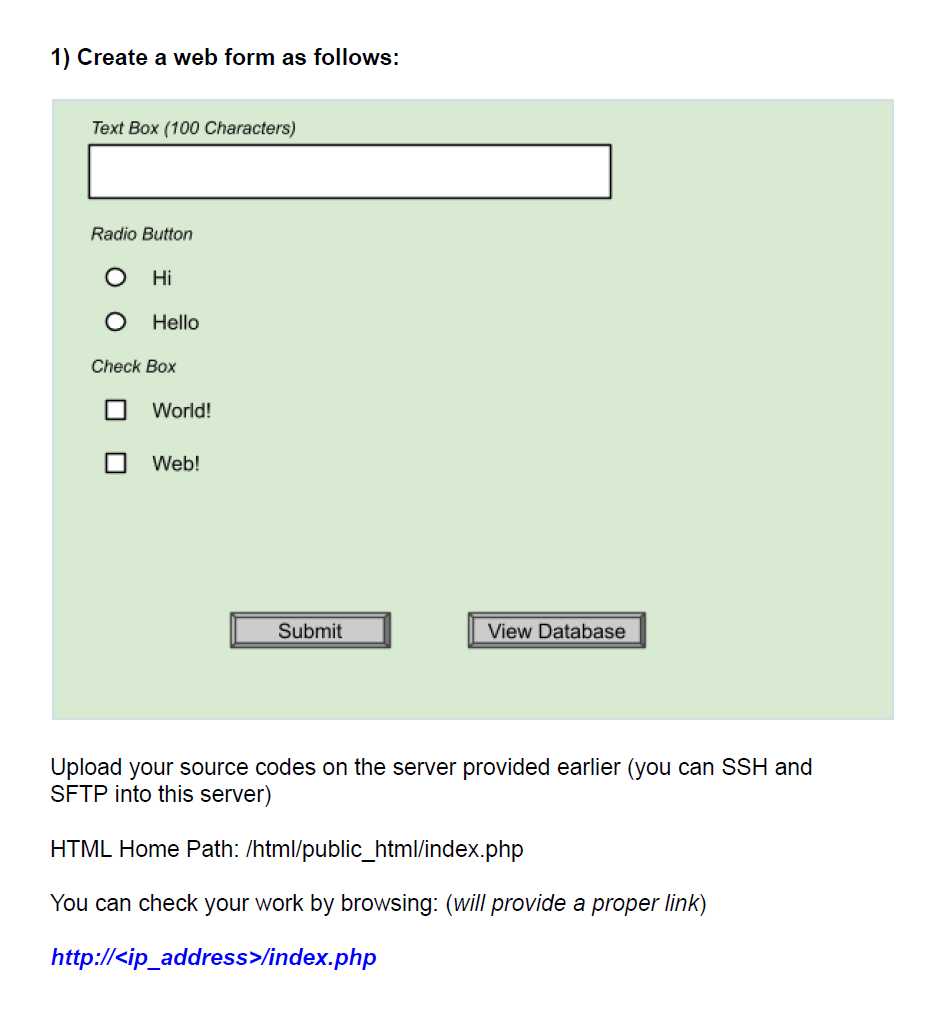 1) Create a web form as follows:
Text Box (100 Characters)
Radio Button
Hi
Hello
Check Box
World!
Web!
Submit
View Database
Upload your source codes on the server provided earlier (you can SSH and
SFTP into this server)
HTML Home Path: /html/public_html/index.php
You can check your work by browsing: (will provide a proper link)
http://<ip_address>/index.php